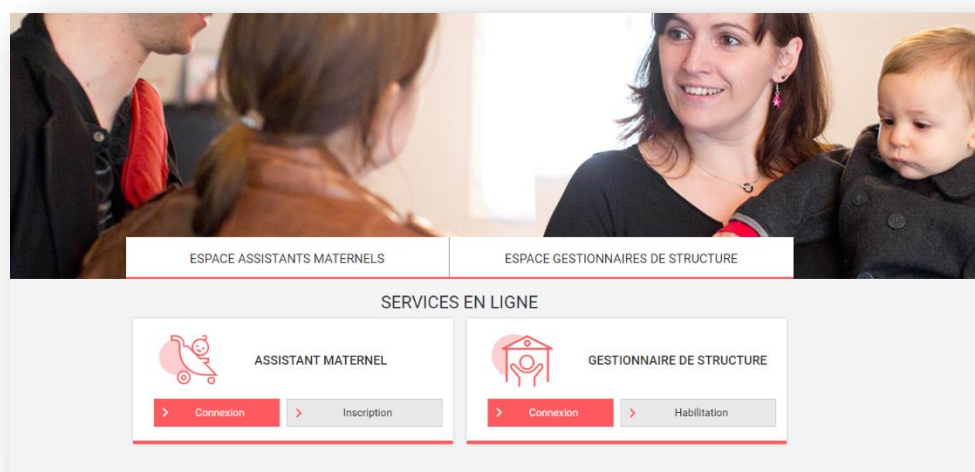 ESPACE ASSISTANTS MATERNELS
ESPACE GESTIONNAIRES DE STRUCTURE
SERVICES EN LIGNE
ASSISTANT MATERNEL
Connexion
Inscription
GESTIONNAIRE DE STRUCTURE
Connexion
Habilitation